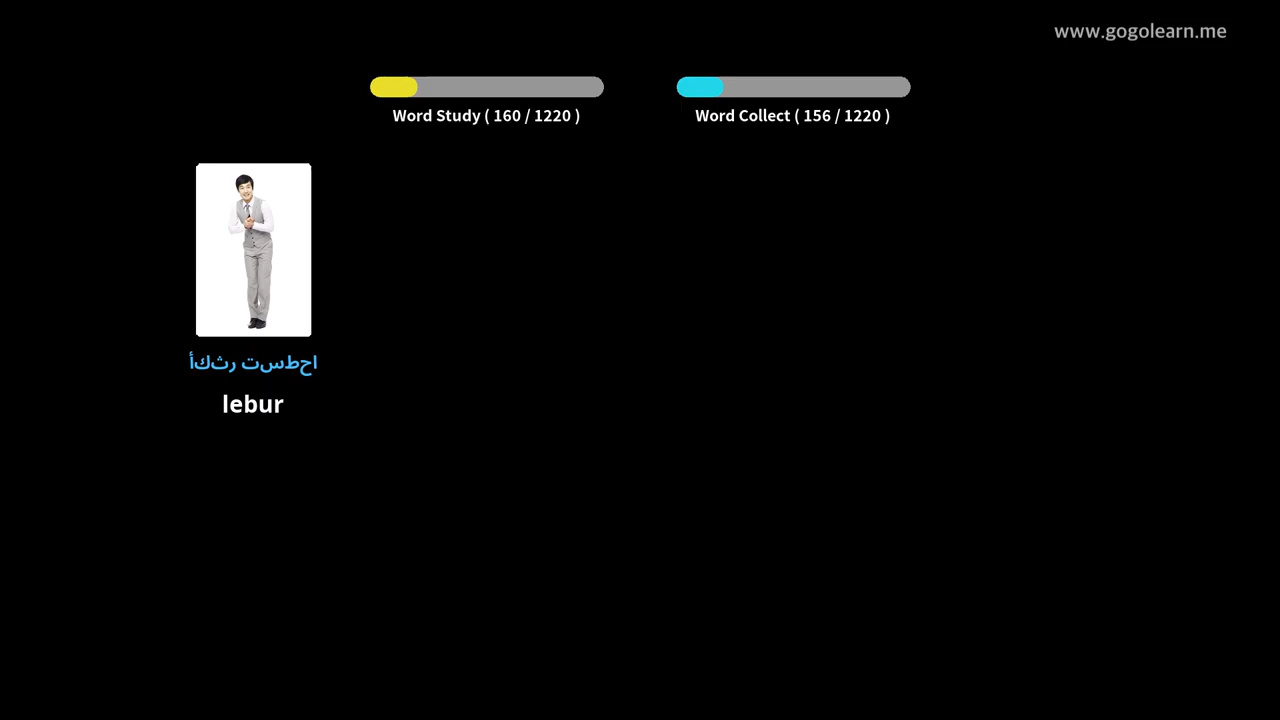 www.gogolearn.me
Word Study ( 160 / 1220 )
Word Collect ( 156 / 1220 )
احطست رثكأ
lebur